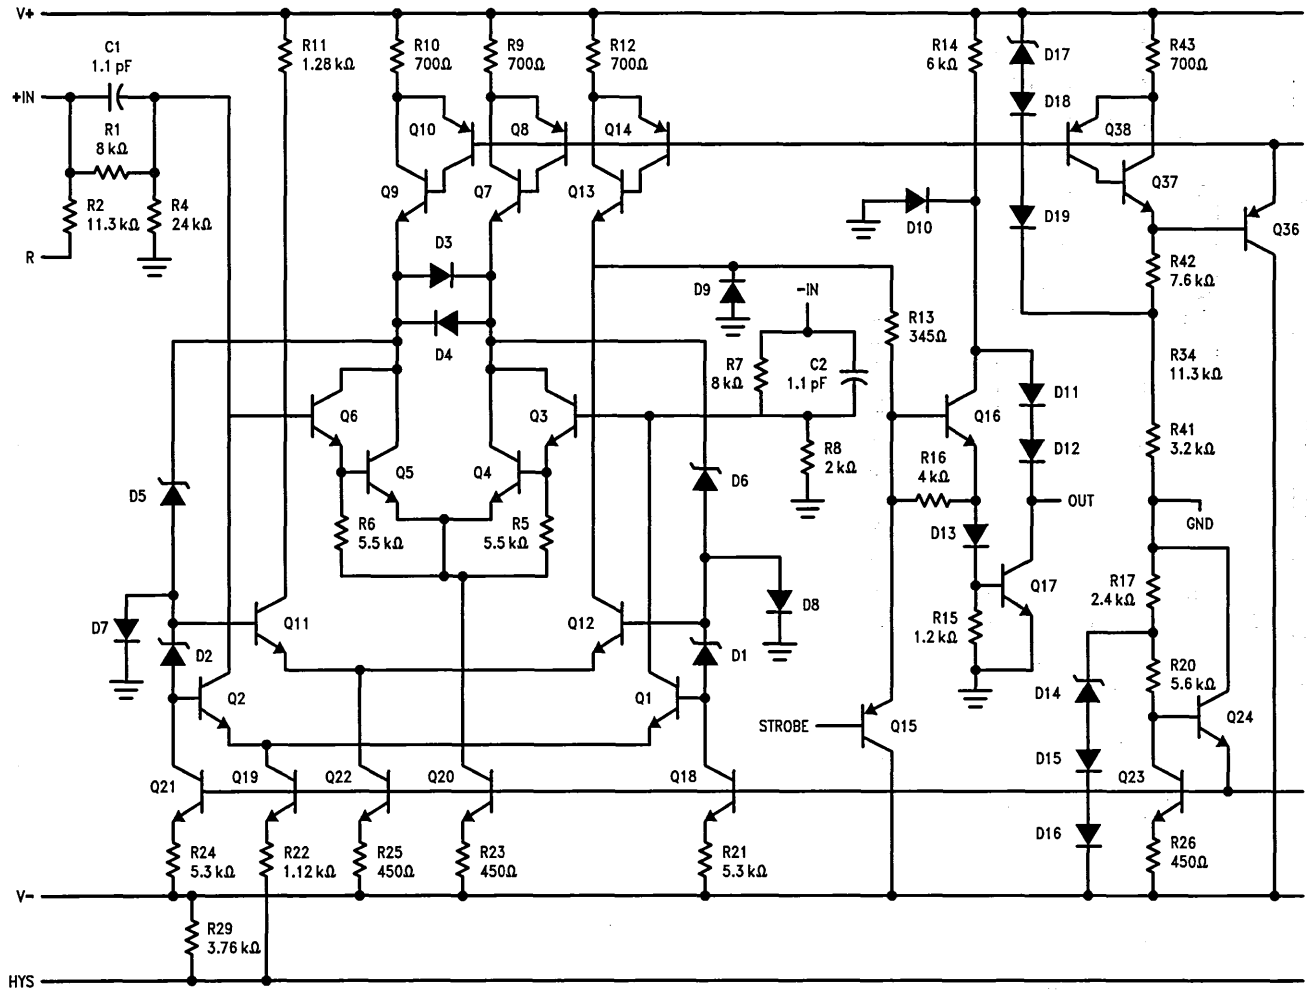 V+
C1
1.1 pF
+IN
R1
8 kΩ
R2
11.3 kΩ
R4
24 kΩ
R
R11
1.28 kΩ
R10
700Ω
R9
700Ω
R12
700Ω
R14
6 kΩ
D17
R43
700Ω
D18
Q10
Q8
Q14
Q38
Q9
Q7
Q13
Q37
D19
D10
Q36
D3
D4
D9
-IN
R42
7.6 kΩ
R13
345Ω
R7
8 kΩ
C2
1.1 pF
R34
11.3 kΩ
Q6
Q3
Q16
D11
R8
2 kΩ
R16
4 kΩ
D12
R41
3.2 kΩ
Q5
Q4
D5
D6
OUT
GND
R6
5.5 kΩ
R5
5.5 kΩ
D13
Q17
R17
2.4 kΩ
D7
Q11
Q12
D8
R15
1.2 kΩ
D2
D1
R20
5.6 kΩ
D14
Q2
Q1
Q24
STROBE
Q15
D15
Q21
Q19
Q22
Q20
Q18
Q23
D16
R24
5.3 kΩ
R22
1.12 kΩ
R25
450Ω
R23
450Ω
R21
5.3 kΩ
R26
450Ω
V-
R29
3.76 kΩ
HYS